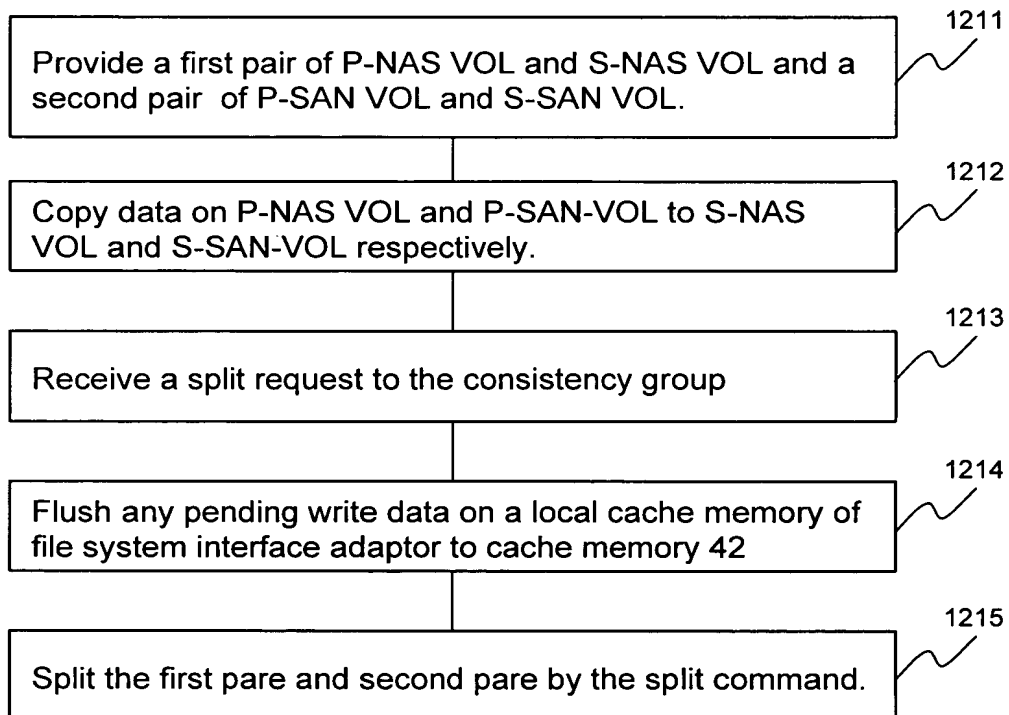 1211
Provide a first pair of P-NAS VOL and S-NAS VOL and a
second pair of P-SAN VOL and S-SAN VOL.
1212
Copy data on P-NAS VOL and P-SAN-VOL to S-NAS
VOL and S-SAN-VOL respectively.
1213
Receive a split request to the consistency group
1214
Flush any pending write data on a local cache memory of
file system interface adaptor to cache memory 42
1215
Split the first pare and second pare by the split command.